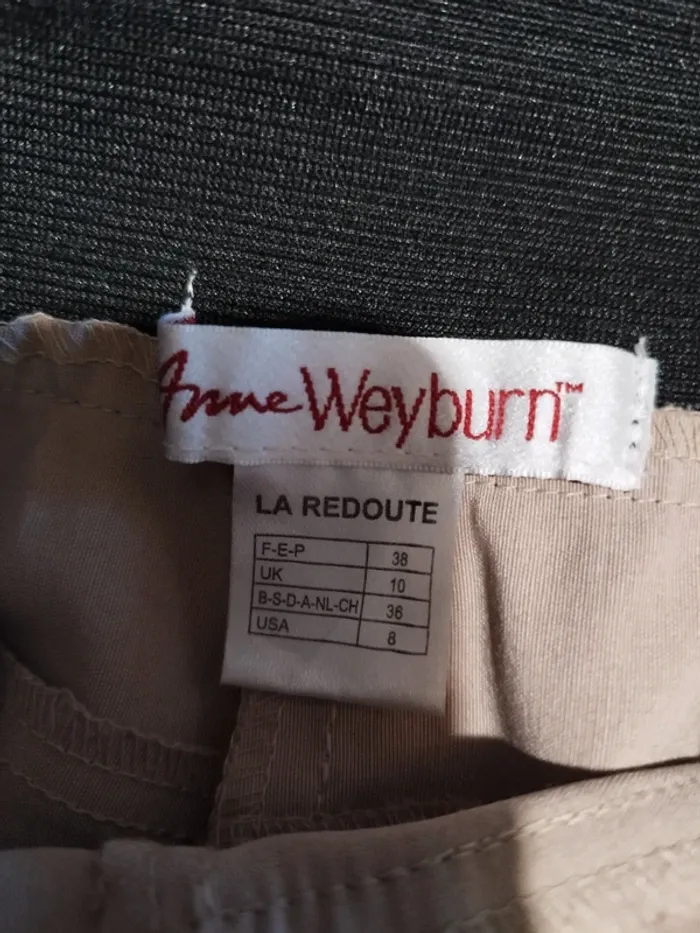 Anne Weyburn™
LA REDOUTE
F-E-P 38
UK 10
B-S-D-A-NL-CH 36
USA 8